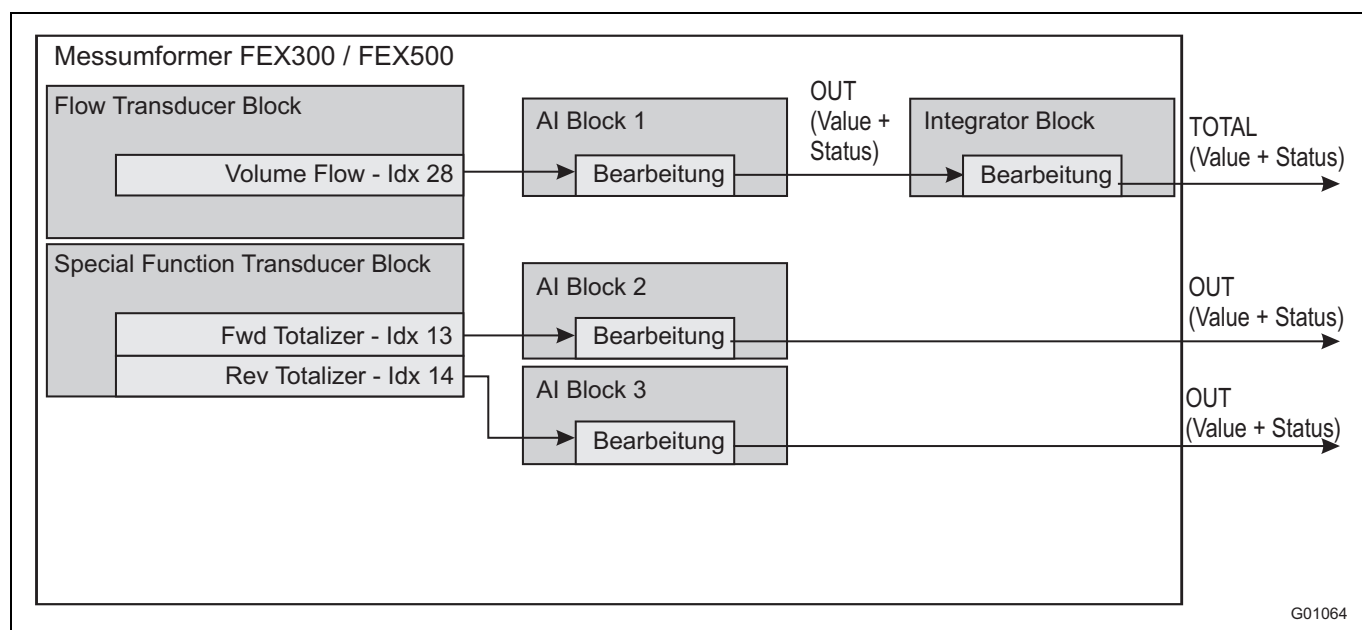 Messumformer FEX300 / FEX500
Flow Transducer Block
Volume Flow - Idx 28
AI Block 1
Bearbeitung
OUT
(Value +
Status)
Integrator Block
Bearbeitung
TOTAL
(Value + Status)
Special Function Transducer Block
Fwd Totalizer - Idx 13
Rev Totalizer - Idx 14
AI Block 2
Bearbeitung
OUT
(Value + Status)
AI Block 3
Bearbeitung
OUT
(Value + Status)
G01064